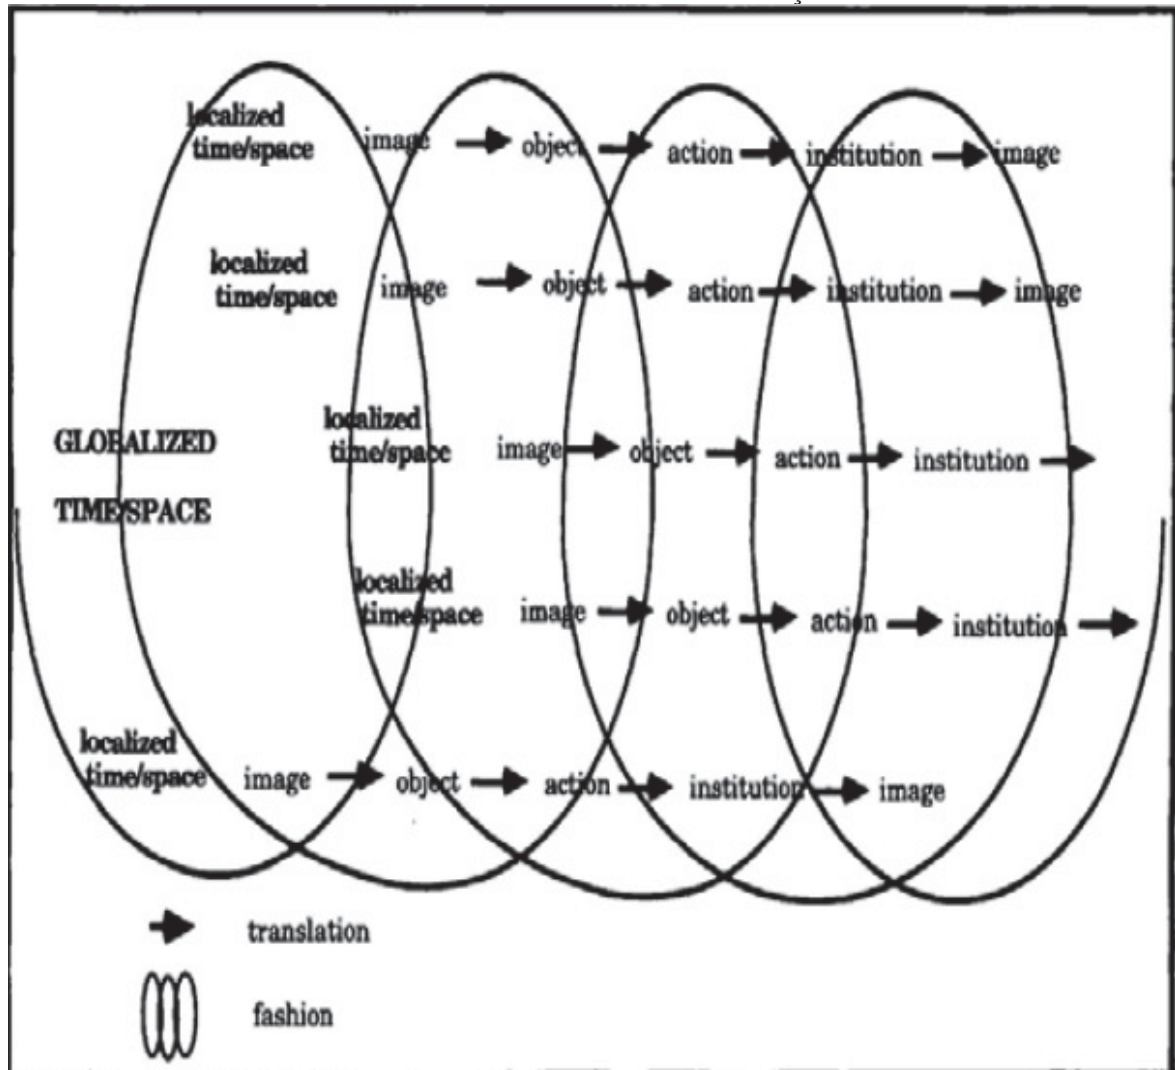 localized
time/space image object action institution image
localized
time/space image object action institution image
localized
time/space image object action institution
GLOBALIZED
TIME/SPACE
localized
time/space image object action institution
localized
time/space image object action institution image
translation
fashion